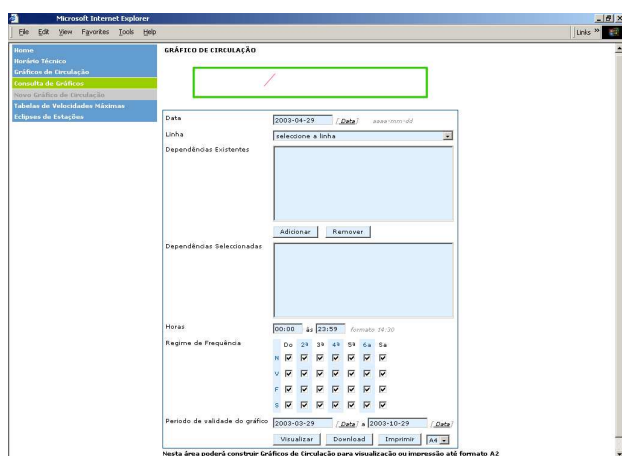 Microsoft Internet Explorer
File Edit View Favorites Tools Help
Links »
Home
Horário Técnico
Gráficos de Circulação
Consulta de Gráficos
Novo Gráfico de Circulação
Tabelas de Velocidades Máximas
Eclipses de Estações
GRÁFICO DE CIRCULAÇÃO
Data 2003-04-29 [ Data ] aaaa-mm-dd
Linha seleccione a linha
Dependências Existentes
Adicionar Remover
Dependências Seleccionadas
Horas 00:00 às 23:59 formato 14:30
Regime de Frequência Do 2ª 3ª 4ª 5ª 6a Sa
N
V
F
S
Periodo de validade do gráfico 2003-03-29 [ Data ] a 2003-10-29 [ Data ]
Visualizar Download Imprimir A4
Nesta área poderá construir Gráficos de Circulação para visualização ou impressão até formato A2